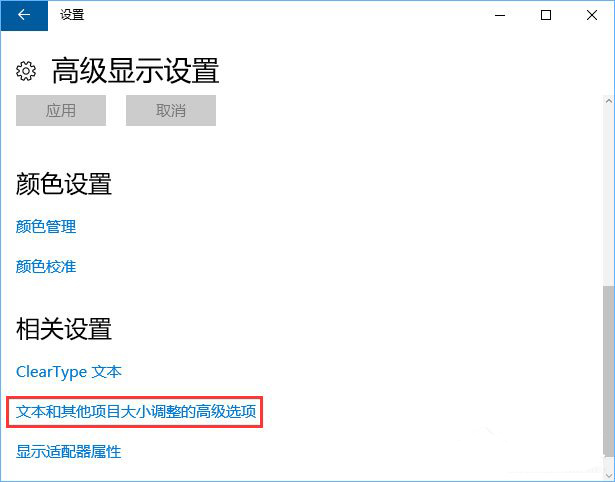 设置
高级显示设置
应用 取消
颜色设置
颜色管理
颜色校准
相关设置
ClearType 文本
文本和其他项目大小调整的高级选项
显示适配器属性